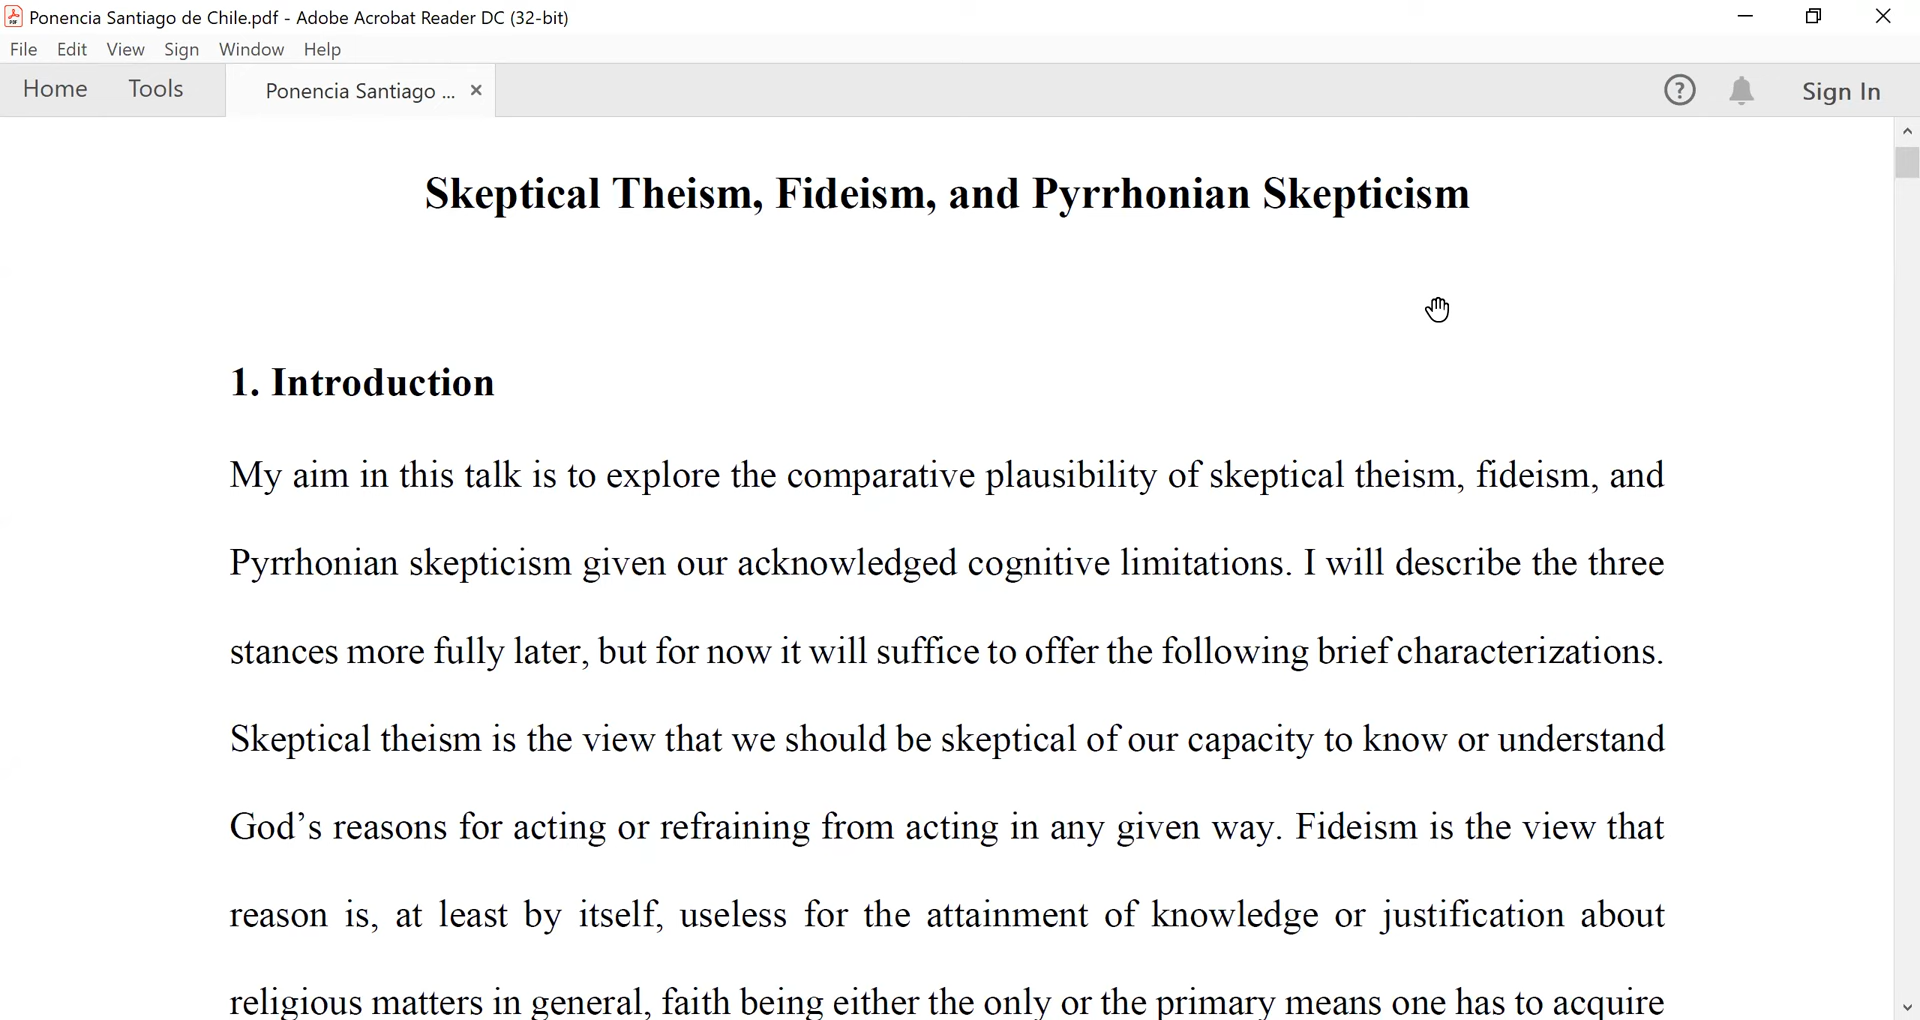 Ponencia Santiago de Chile.pdf - Adobe Acrobat Reader DC (32-bit)
File Edit View Sign Window Help
Home Tools Ponencia Santiago ... × ? Sign In
Skeptical Theism, Fideism, and Pyrrhonian Skepticism
1. Introduction
My aim in this talk is to explore the comparative plausibility of skeptical theism, fideism, and
Pyrrhonian skepticism given our acknowledged cognitive limitations. I will describe the three
stances more fully later, but for now it will suffice to offer the following brief characterizations.
Skeptical theism is the view that we should be skeptical of our capacity to know or understand
God’s reasons for acting or refraining from acting in any given way. Fideism is the view that
reason is, at least by itself, useless for the attainment of knowledge or justification about
religious matters in general, faith being either the only or the primary means one has to acquire